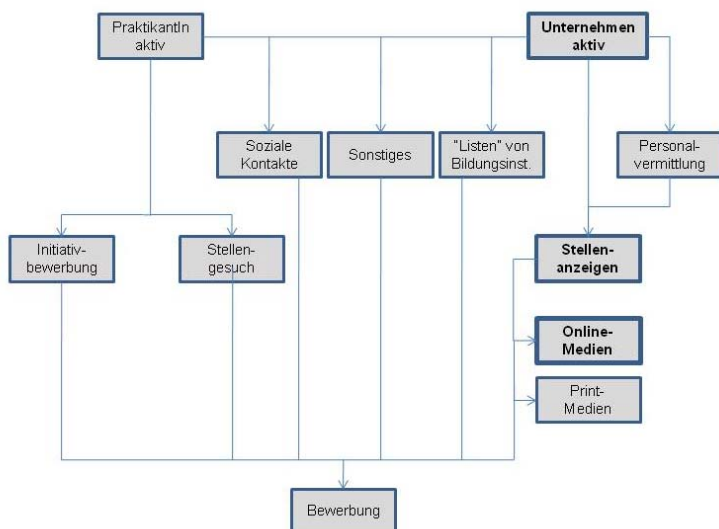 PraktikantIn
aktiv
Unternehmen
aktiv
Soziale
Kontakte
Sonstiges
"Listen" von
Bildungsinst.
Personal-
vermittlung
Initiativ-
bewerbung
Stellen-
gesuch
Stellen-
anzeigen
Online-
Medien
Print-
Medien
Bewerbung